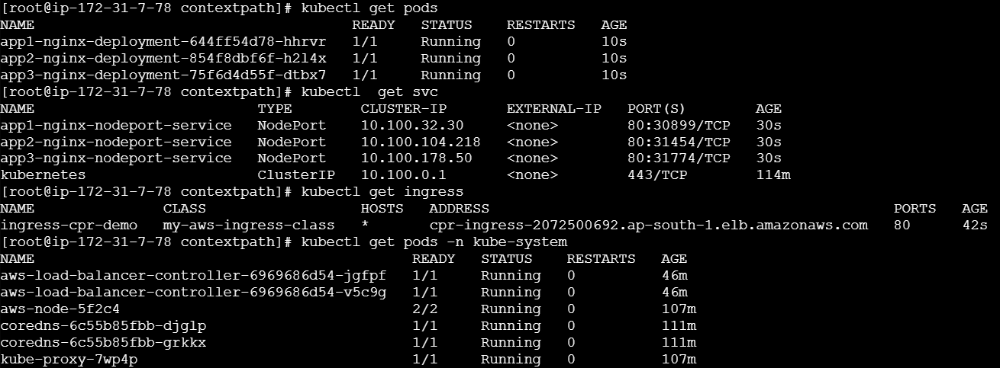 [root@ip-172-31-7-78 contextpath]# kubectl get pods
NAME                                     READY   STATUS    RESTARTS   AGE
app1-nginx-deployment-644ff54d78-hhrvr   1/1     Running   0          10s
app2-nginx-deployment-854f8dbf6f-h2l4x   1/1     Running   0          10s
app3-nginx-deployment-75f6d4d55f-dtbx7   1/1     Running   0          10s
[root@ip-172-31-7-78 contextpath]# kubectl  get svc
NAME                          TYPE        CLUSTER-IP       EXTERNAL-IP   PORT(S)        AGE
app1-nginx-nodeport-service   NodePort    10.100.32.30     <none>        80:30899/TCP   30s
app2-nginx-nodeport-service   NodePort    10.100.104.218   <none>        80:31454/TCP   30s
app3-nginx-nodeport-service   NodePort    10.100.178.50    <none>        80:31774/TCP   30s
kubernetes                    ClusterIP   10.100.0.1       <none>        443/TCP        114m
[root@ip-172-31-7-78 contextpath]# kubectl get ingress
NAME               CLASS                  HOSTS   ADDRESS                                                PORTS   AGE
ingress-cpr-demo   my-aws-ingress-class   *       cpr-ingress-2072500692.ap-south-1.elb.amazonaws.com   80      42s
[root@ip-172-31-7-78 contextpath]# kubectl get pods -n kube-system
NAME                                            READY   STATUS    RESTARTS   AGE
aws-load-balancer-controller-6969686d54-jgfpf   1/1     Running   0          46m
aws-load-balancer-controller-6969686d54-v5c9g   1/1     Running   0          46m
aws-node-5f2c4                                  2/2     Running   0          107m
coredns-6c55b85fbb-djglp                        1/1     Running   0          111m
coredns-6c55b85fbb-grkkx                        1/1     Running   0          111m
kube-proxy-7wp4p                                1/1     Running   0          107m